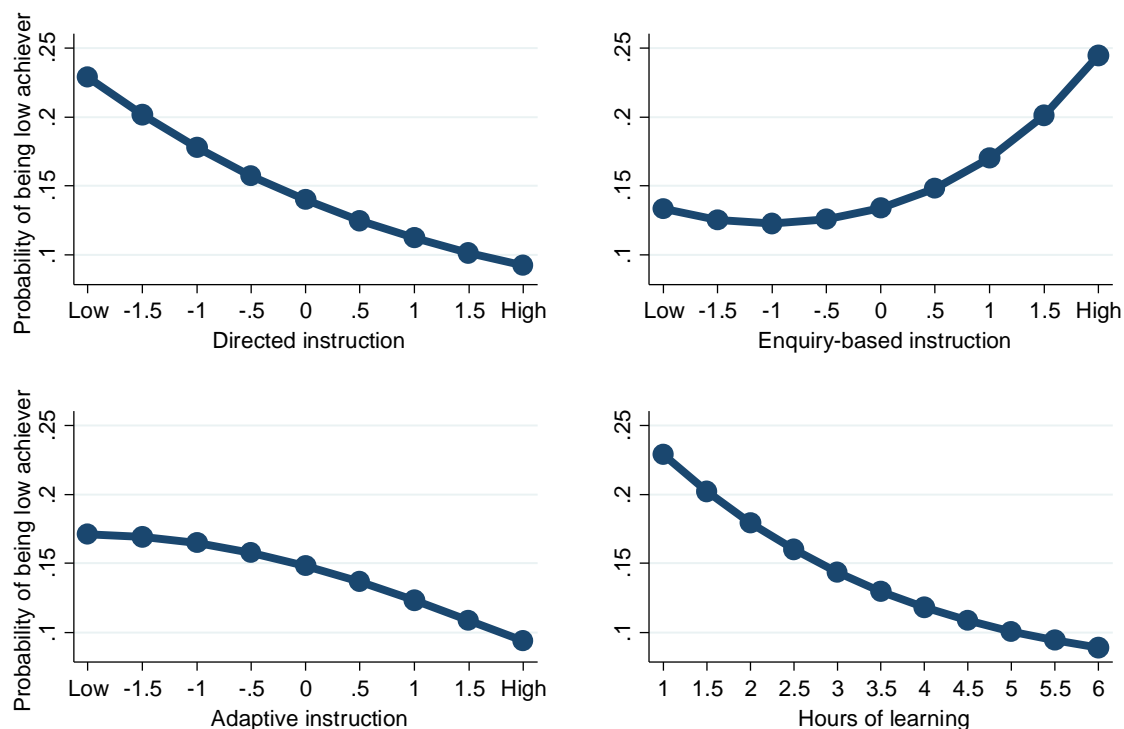 Probability of being low achiever
.25
.2
.15
.1
Low -1.5 -1 -.5 0 .5 1 1.5 High
Directed instruction
.25
.2
.15
.1
Low -1.5 -1 -.5 0 .5 1 1.5 High
Enquiry-based instruction
Probability of being low achiever
.25
.2
.15
.1
Low -1.5 -1 -.5 0 .5 1 1.5 High
Adaptive instruction
.25
.2
.15
.1
1 1.5 2 2.5 3 3.5 4 4.5 5 5.5 6
Hours of learning